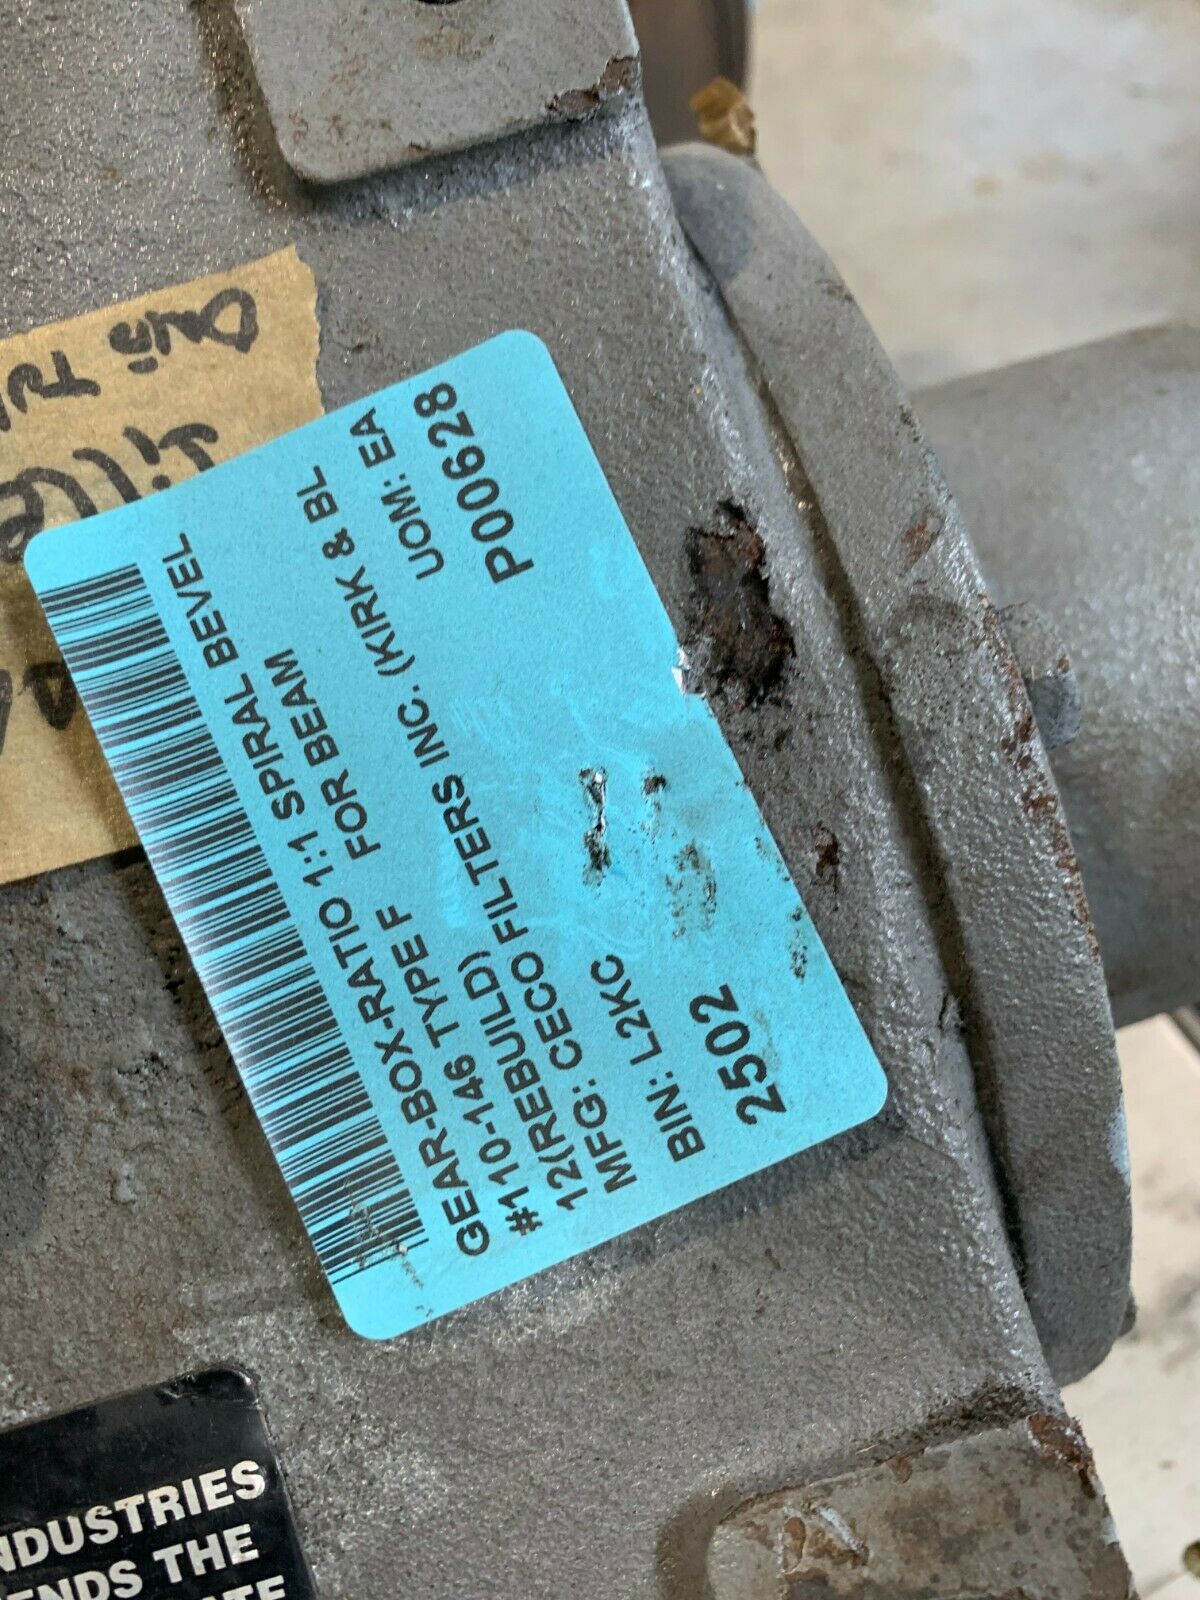 GEAR-BOX-RATIO 1:1 SPIRAL BEVEL
#110-146 TYPE F FOR BEAM
12(REBUILD)
MFG: CECO FILTERS INC. (KIRK & BL
BIN: L2KC UOM: EA
2502 P00628
NDUSTRIES
ENDS THE